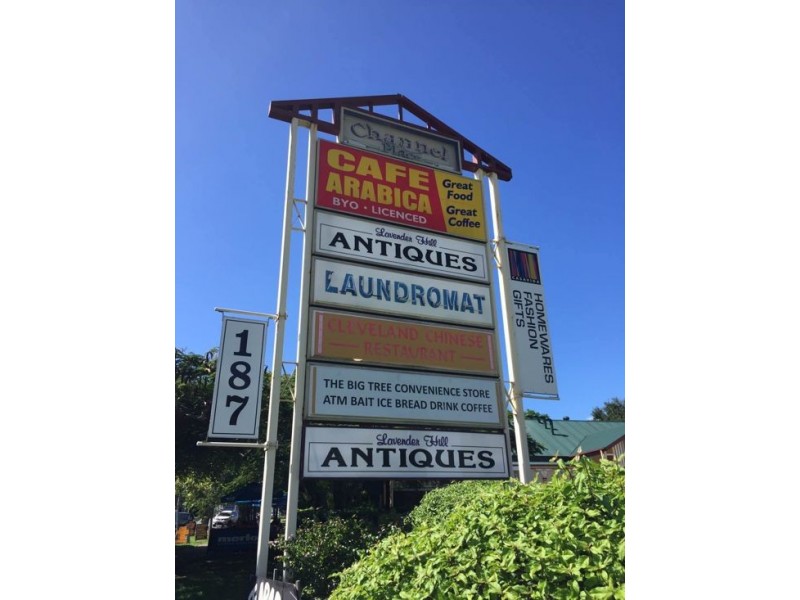 Channel
Place
CAFE
ARABICA
BYO • LICENCED
Great
Food
Great
Coffee
Lavender Hill
ANTIQUES
LAUNDROMAT
CLEVELAND CHINESE
RESTAURANT
THE BIG TREE CONVENIENCE STORE
ATM BAIT ICE BREAD DRINK COFFEE
Lavender Hill
ANTIQUES
187
HOMEWARES
FASHION
GIFTS